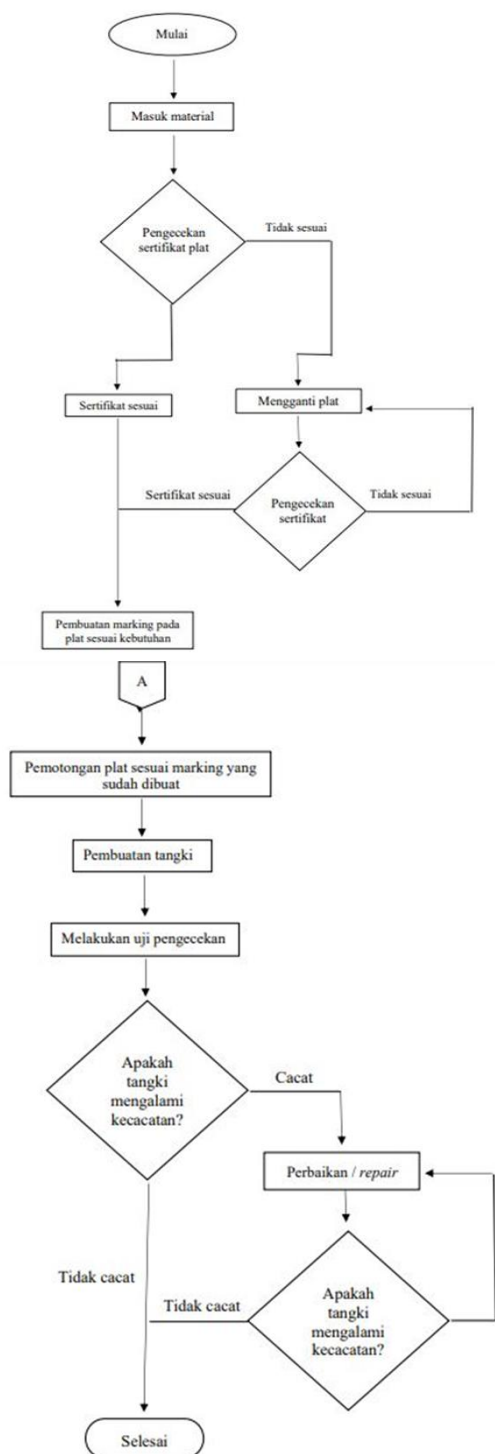 Mulai
Masuk material
Pengecekan
sertifikat plat
Tidak sesuai
Sertifikat sesuai
Mengganti plat
Sertifikat sesuai
Pengecekan
sertifikat
Tidak sesuai
Pembuatan marking pada
plat sesuai kebutuhan
A
Pemotongan plat sesuai marking yang
sudah dibuat
Pembuatan tangki
Melakukan uji pengecekan
Apakah
tangki
mengalami
kecacatan?
Cacat
Perbaikan / repair
Tidak cacat
Tidak cacat
Apakah
tangki
mengalami
kecacatan?
Selesai